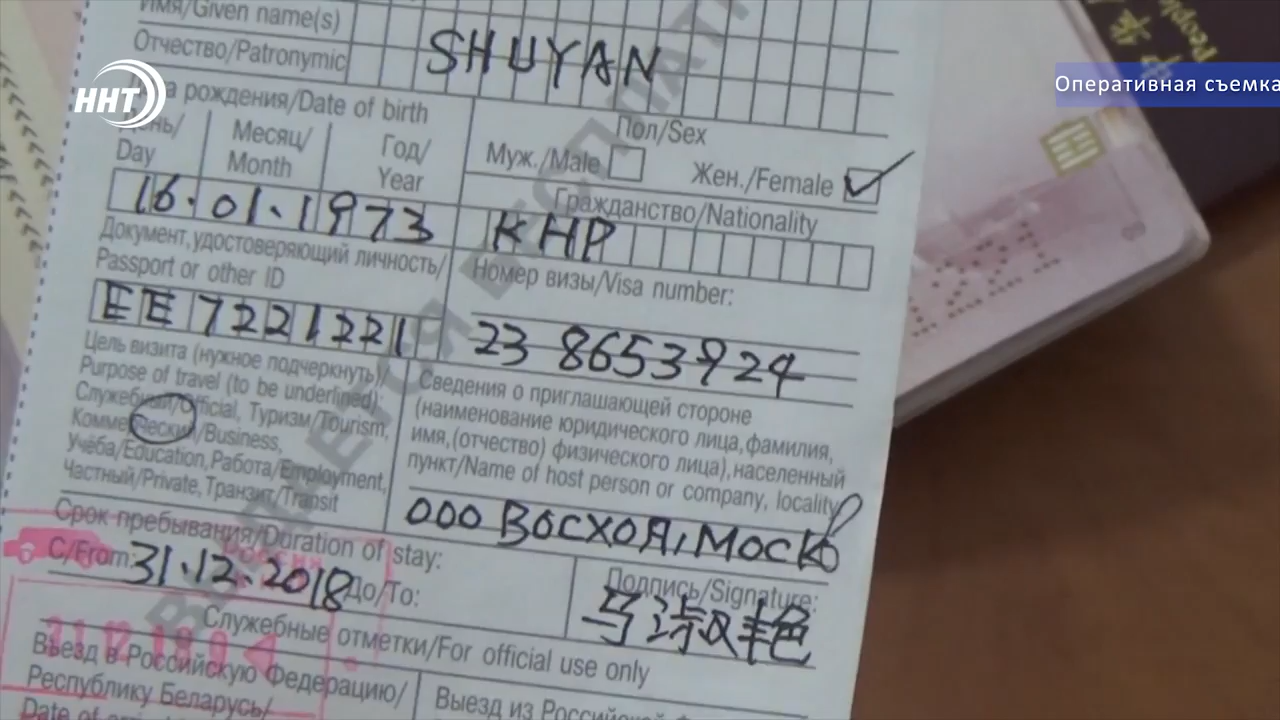 Имя/Given name(s)
Отчество/Patronymic
SHUYAN
ННТ
Оперативная съемка
People
рождения/Date of birth
Пол/Sex
День/
Day
Месяц/
Month
Год/
Year
Муж./Male
Жен./Female
16.01.1973
Гражданство/Nationality
КНР
Документ, удостоверяющий личность/
Passport or other ID
Номер визы/Visa number:
EE 7221221
23 8653924
Цель визита (нужное подчеркнуть)/
Purpose of travel (to be underlined):
Служебный/Official, Туризм/Tourism,
Коммерческий/Business,
Учёба/Education, Работа/Employment,
Частный/Private, Транзит/Transit
Сведения о приглашающей стороне
(наименование юридического лица, фамилия,
имя, (отчество) физического лица), населенный
пункт/Name of host person or company, locality
ООО ВОСХОД, МОСКВ
Срок пребывания/Duration of stay:
С/From: 31.12.2018 До/To:
Подпись/Signature:
Служебные отметки/For official use only
Въезд в Российскую Федерацию/
Республику Беларусь/
Выезд из Российской